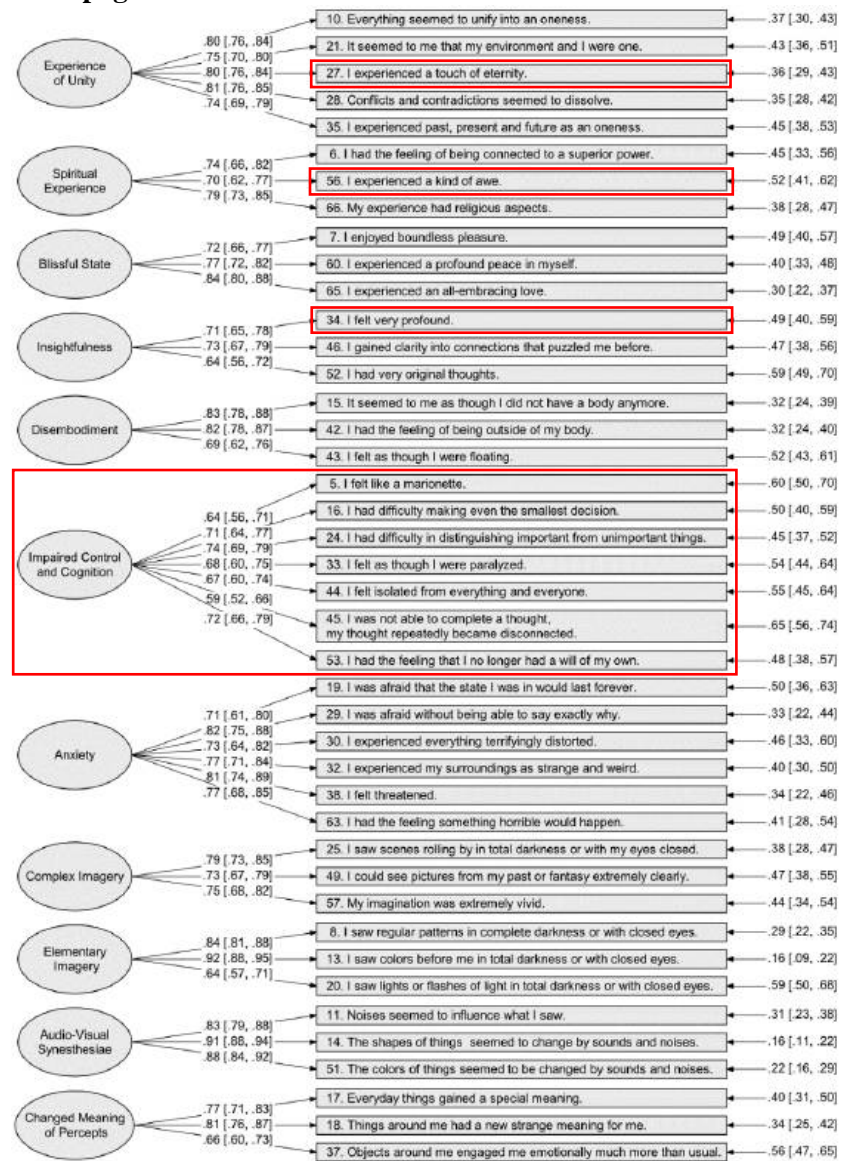 Experience of Unity
.80 [.76, .84]
.75 [.70, .80]
.80 [.76, .84]
.81 [.76, .85]
.74 [.69, .79]
10. Everything seemed to unify into an oneness.
.37 [.30, .43]
21. It seemed to me that my environment and I were one.
.43 [.36, .51]
27. I experienced a touch of eternity.
.36 [.29, .43]
28. Conflicts and contradictions seemed to dissolve.
.35 [.28, .42]
35. I experienced past, present and future as an oneness.
.45 [.38, .53]
Spiritual Experience
.74 [.66, .82]
.70 [.62, .77]
.79 [.73, .85]
6. I had the feeling of being connected to a superior power.
.45 [.33, .56]
56. I experienced a kind of awe.
.52 [.41, .62]
66. My experience had religious aspects.
.38 [.28, .47]
Blissful State
.72 [.66, .77]
.77 [.72, .82]
.84 [.80, .88]
7. I enjoyed boundless pleasure.
.49 [.40, .57]
60. I experienced a profound peace in myself.
.40 [.33, .48]
65. I experienced an all-embracing love.
.30 [.22, .37]
Insightfulness
.71 [.65, .78]
.73 [.67, .79]
.64 [.56, .72]
34. I felt very profound.
.49 [.40, .59]
46. I gained clarity into connections that puzzled me before.
.47 [.38, .56]
52. I had very original thoughts.
.59 [.49, .70]
Disembodiment
.83 [.78, .88]
.82 [.78, .87]
.69 [.62, .76]
15. It seemed to me as though I did not have a body anymore.
.32 [.24, .39]
42. I had the feeling of being outside of my body.
.32 [.24, .40]
43. I felt as though I were floating.
.52 [.43, .61]
Impaired Control and Cognition
.64 [.56, .71]
.71 [.64, .77]
.74 [.69, .79]
.68 [.60, .75]
.67 [.60, .74]
.59 [.52, .66]
.72 [.66, .79]
5. I felt like a marionette.
.60 [.50, .70]
16. I had difficulty making even the smallest decision.
.50 [.40, .59]
24. I had difficulty in distinguishing important from unimportant things.
.45 [.37, .52]
33. I felt as though I were paralyzed.
.54 [.44, .64]
44. I felt isolated from everything and everyone.
.55 [.45, .64]
45. I was not able to complete a thought,
my thought repeatedly became disconnected.
.65 [.56, .74]
53. I had the feeling that I no longer had a will of my own.
.48 [.38, .57]
Anxiety
.71 [.61, .80]
.82 [.75, .88]
.73 [.64, .82]
.77 [.71, .84]
.81 [.74, .89]
.77 [.68, .85]
19. I was afraid that the state I was in would last forever.
.50 [.36, .63]
29. I was afraid without being able to say exactly why.
.33 [.22, .44]
30. I experienced everything terrifyingly distorted.
.46 [.33, .60]
32. I experienced my surroundings as strange and weird.
.40 [.30, .50]
38. I felt threatened.
.34 [.22, .46]
63. I had the feeling something horrible would happen.
.41 [.28, .54]
Complex Imagery
.79 [.73, .85]
.73 [.67, .79]
.75 [.68, .82]
25. I saw scenes rolling by in total darkness or with my eyes closed.
.38 [.28, .47]
49. I could see pictures from my past or fantasy extremely clearly.
.47 [.38, .55]
57. My imagination was extremely vivid.
.44 [.34, .54]
Elementary Imagery
.84 [.81, .88]
.92 [.88, .95]
.64 [.57, .71]
8. I saw regular patterns in complete darkness or with closed eyes.
.29 [.22, .35]
13. I saw colors before me in total darkness or with closed eyes.
.16 [.09, .22]
20. I saw lights or flashes of light in total darkness or with closed eyes.
.59 [.50, .68]
Audio-Visual Synesthesiae
.83 [.79, .88]
.91 [.88, .94]
.88 [.84, .92]
11. Noises seemed to influence what I saw.
.31 [.23, .38]
14. The shapes of things seemed to change by sounds and noises.
.16 [.11, .22]
51. The colors of things seemed to be changed by sounds and noises.
.22 [.16, .29]
Changed Meaning of Percepts
.77 [.71, .83]
.81 [.76, .87]
.66 [.60, .73]
17. Everyday things gained a special meaning.
.40 [.31, .50]
18. Things around me had a new strange meaning for me.
.34 [.25, .42]
37. Objects around me engaged me emotionally much more than usual.
.56 [.47, .65]